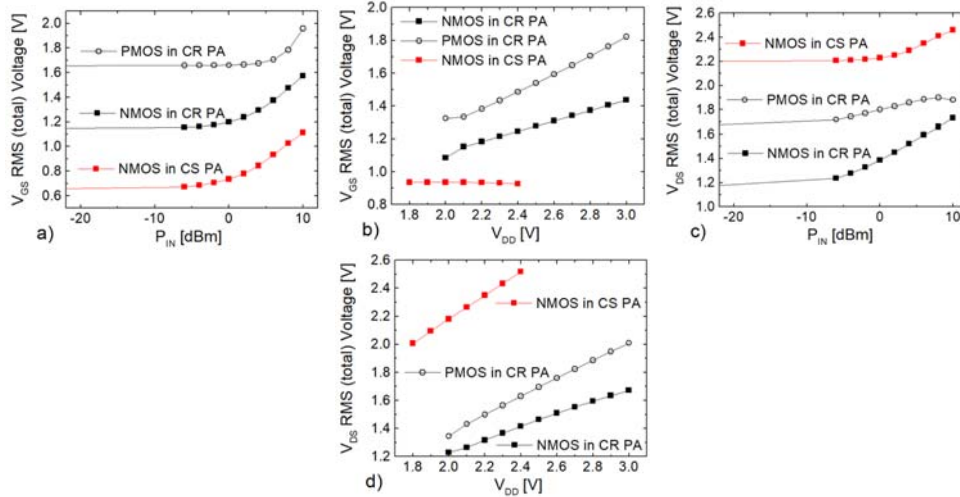 V_GS RMS (total) Voltage [V]
2.0
1.8
1.6
1.4
1.2
1.0
0.8
0.6
PMOS in CR PA
NMOS in CR PA
NMOS in CS PA
-20
-10
0
10
P_IN [dBm]
a)
V_GS RMS (total) Voltage [V]
2.0
1.8
1.6
1.4
1.2
1.0
0.8
NMOS in CR PA
PMOS in CR PA
NMOS in CS PA
1.8
2.0
2.2
2.4
2.6
2.8
3.0
V_DD [V]
b)
V_DS RMS (total) Voltage [V]
2.6
2.4
2.2
2.0
1.8
1.6
1.4
1.2
1.0
NMOS in CS PA
PMOS in CR PA
NMOS in CR PA
-20
-10
0
10
P_IN [dBm]
c)
V_DS RMS (total) Voltage [V]
2.6
2.4
2.2
2.0
1.8
1.6
1.4
1.2
NMOS in CS PA
PMOS in CR PA
NMOS in CR PA
1.8
2.0
2.2
2.4
2.6
2.8
3.0
V_DD [V]
d)